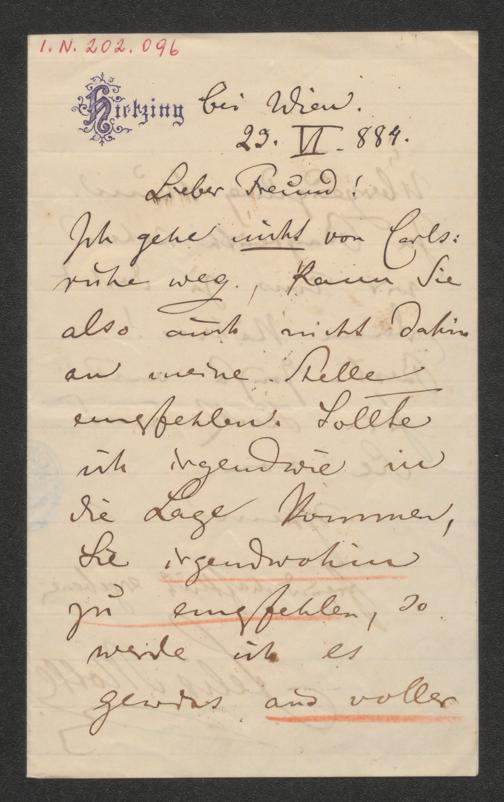 I. N. 202.096
Hietzing bei Wien.
23. VI. 884.
Lieber Freund!
Ich gehe nicht von Carls:
ruhe weg, kann Sie
also auch nicht dahin
an meine Stelle
empfehlen. Sollte
ich irgendwie in
die Lage kommen,
Sie irgendwohin
zu empfehlen, so
werde ich es
gewiss aus voller